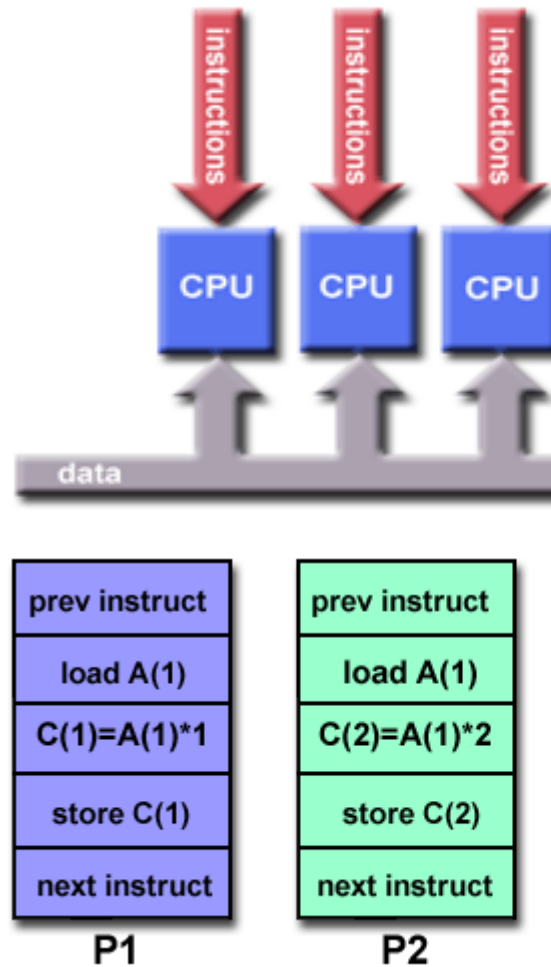 instructions
instructions
instructions
CPU
CPU
CPU
data
prev instruct
load A(1)
C(1)=A(1)*1
store C(1)
next instruct
P1
prev instruct
load A(1)
C(2)=A(1)*2
store C(2)
next instruct
P2